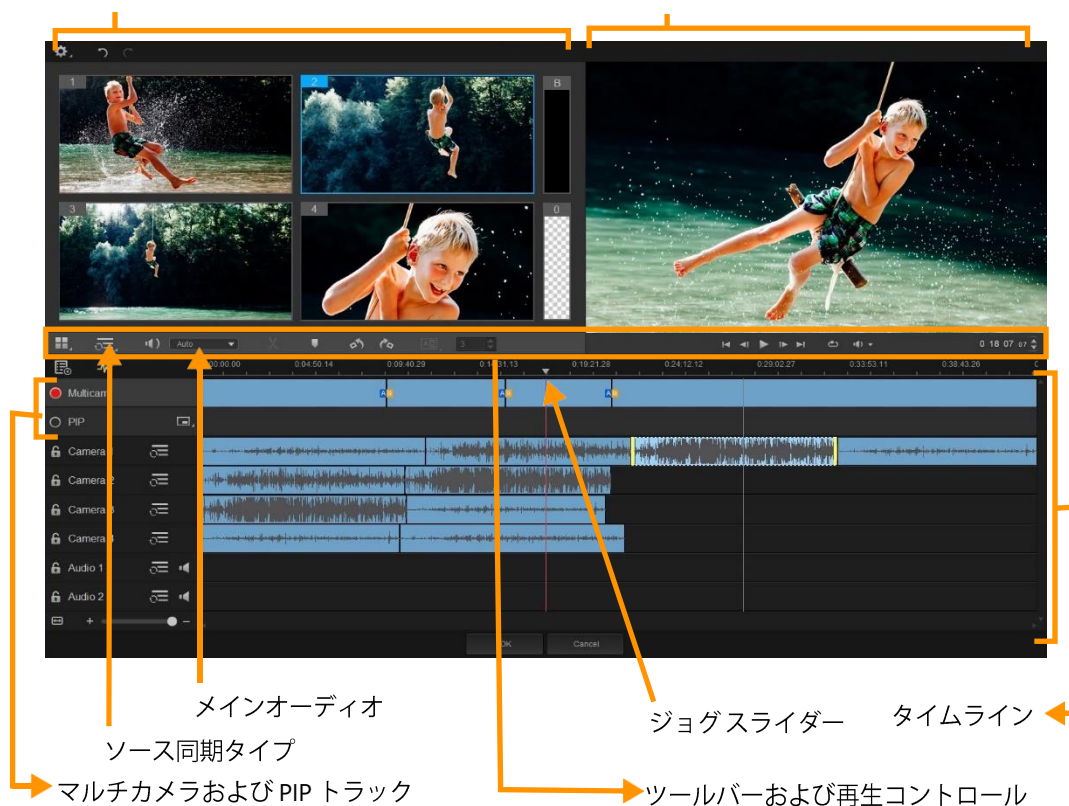 1
2
B
3
4
0
Auto
3
0 18 07 07
:00:00.00 0:04:50.14 0:09:40.29 0:14:31.13 0:19:21.28 0:24:12.12 0:29:02.27 0:33:53.11 0:38:43.26
Multicam
PIP
Camera 1
Camera 2
Camera 3
Camera 4
Audio 1
Audio 2
OK Cancel
メインオーディオ
ジョグ スライダー
タイムライン
ソース同期タイプ
マルチカメラおよび PIP トラック
ツールバーおよび再生コントロール